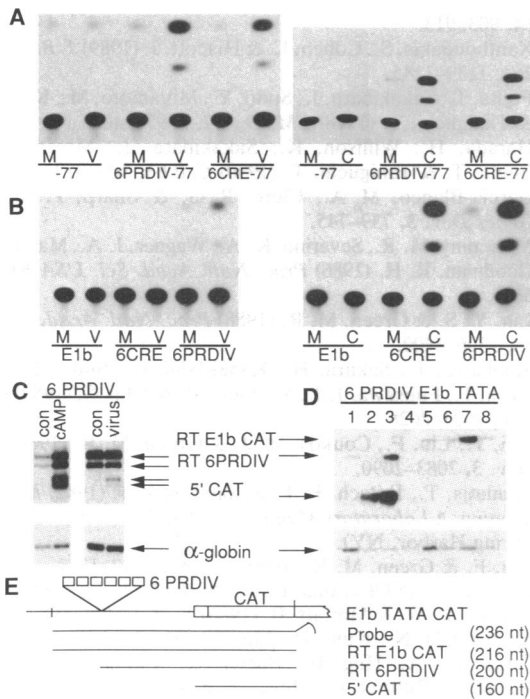 A
M V M V M V
-77 6PRDIV-77 6CRE-77
M C M C M C
-77 6PRDIV-77 6CRE-77
B
M V M V M V
E1b 6CRE 6PRDIV
M C M C M C
E1b 6CRE 6PRDIV
C
6 PRDIV
con cAMP con virus
RT E1b CAT
RT 6PRDIV
5' CAT
α-globin
D
6 PRDIV E1b TATA
1 2 3 4 5 6 7 8
E
6 PRDIV
CAT
E1b TATA CAT
Probe (236 nt)
RT E1b CAT (216 nt)
RT 6PRDIV (200 nt)
5' CAT (160 nt)